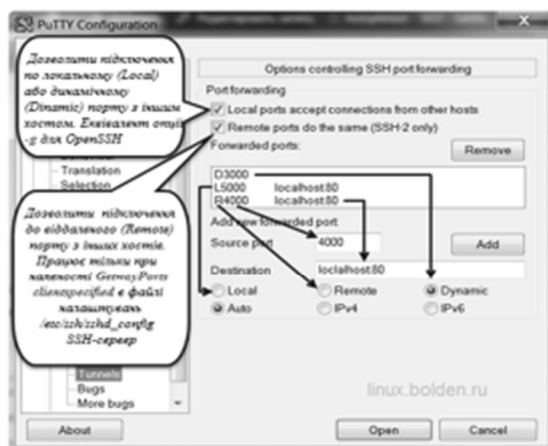 PuTTY Configuration
Дозволити підключення
по локальному (Local)
або динамічному
(Dinamic) порту з іншим
хостом. Еквівалент опції
-g для OpenSSH
Options controlling SSH port forwarding
Port forwarding
Local ports accept connections from other hosts
Remote ports do the same (SSH-2 only)
Forwarded ports:
Remove
Translation
Selection
D3000
L5000 localhost:80
R4000 localhost:80
Дозволити підключення
до віддаленого (Remote)
порту з інших хостів.
Працює тільки при
наявності GetwayPorts
clientspecified в файлі
налаштувань
/etc/ssh/sshd_config
SSH-сервер
Add new forwarded port:
Source port 4000
Add
Destination loclalhost:80
Local Remote Dynamic
Auto IPv4 IPv6
Tunnels
Bugs
More bugs
linux.bolden.ru
About
Open
Cancel